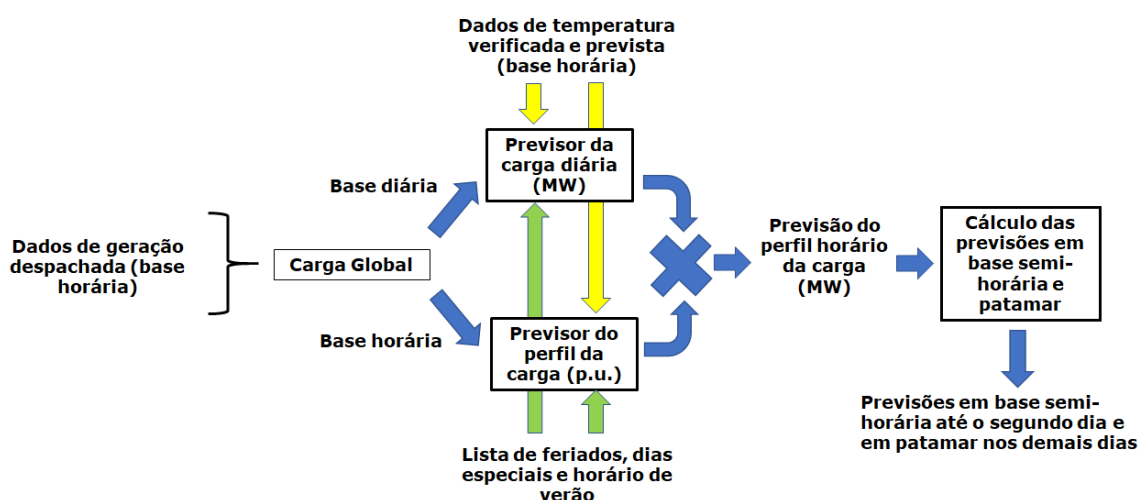 Dados de temperatura
verificada e prevista
(base horária)
Previsor da
carga diária
(MW)
Base diária
Dados de geração
despachada (base
horária)
Carga Global
Previsão do
perfil horário
da carga
(MW)
Cálculo das
previsões em
base semi-
horária e
patamar
Base horária
Previsor do
perfil da
carga (p.u.)
Previsões em base semi-
horária até o segundo dia e
em patamar nos demais dias
Lista de feriados, dias
especiais e horário de
verão